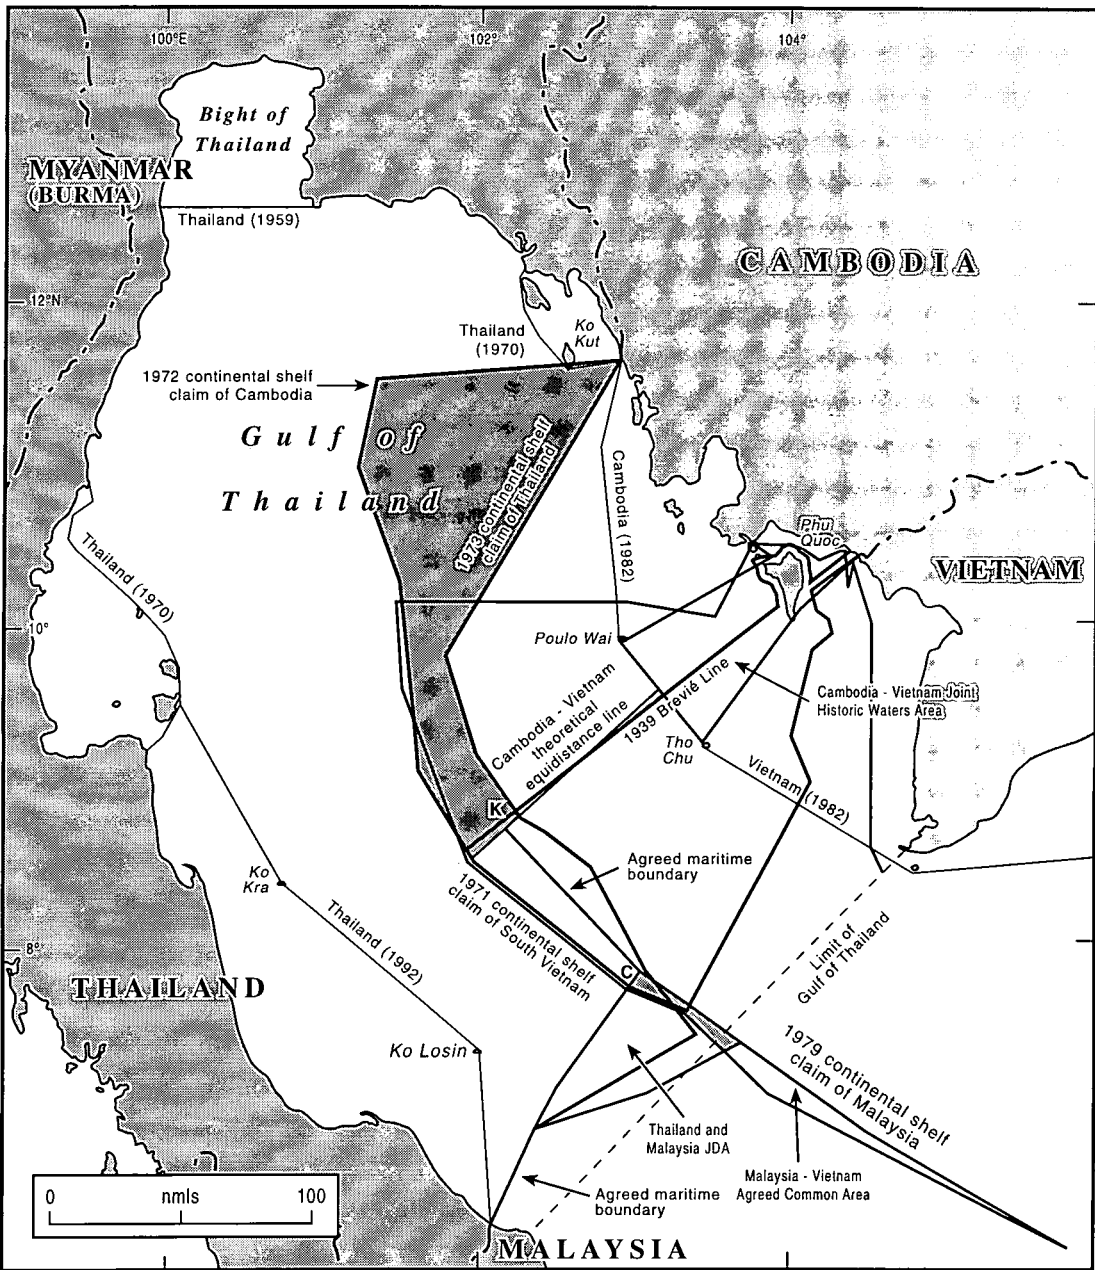 100°E
102°
104°
Bight of
Thailand
MYANMAR
(BURMA)
Thailand (1959)
CAMBODIA
12°N
Thailand
(1970)
Ko
Kut
1972 continental shelf
claim of Cambodia
Gulf of
Thailand
1973 continental shelf
claim of Thailand
Cambodia (1982)
Phu
Quoc
VIETNAM
Thailand (1970)
10°
Poulo Wai
Cambodia - Vietnam
theoretical
equidistance line
1939 Brevié Line
Cambodia - Vietnam Joint
Historic Waters Area
Tho
Chu
Vietnam (1982)
K
Agreed maritime
boundary
Ko
Kra
1971 continental shelf
claim of South Vietnam
Thailand (1992)
Limit of
Gulf of Thailand
8°
C
THAILAND
Ko Losin
1979 continental shelf
claim of Malaysia
Thailand and
Malaysia JDA
Malaysia - Vietnam
Agreed Common Area
0 nmls 100
Agreed maritime
boundary
MALAYSIA